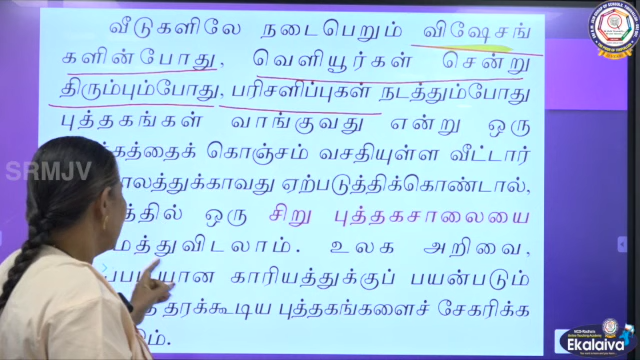 வீடுகளிலே நடைபெறும் விஷேசங்
களின்போது, வெளியூர்கள் சென்று
திரும்பும்போது, பரிசளிப்புகள் நடத்தும்போது
புத்தகங்கள் வாங்குவது என்று ஒரு
கொஞ்சம் வசதியுள்ள வீட்டார்
ஏற்படுத்திக்கொண்டால்,
ஒரு சிறு புத்தகசாலையை
உலக அறிவை,
காரியத்துக்குப் பயன்படும்
தரக்கூடிய புத்தகங்களைச் சேகரிக்க
SRMJV
Ekalaiva